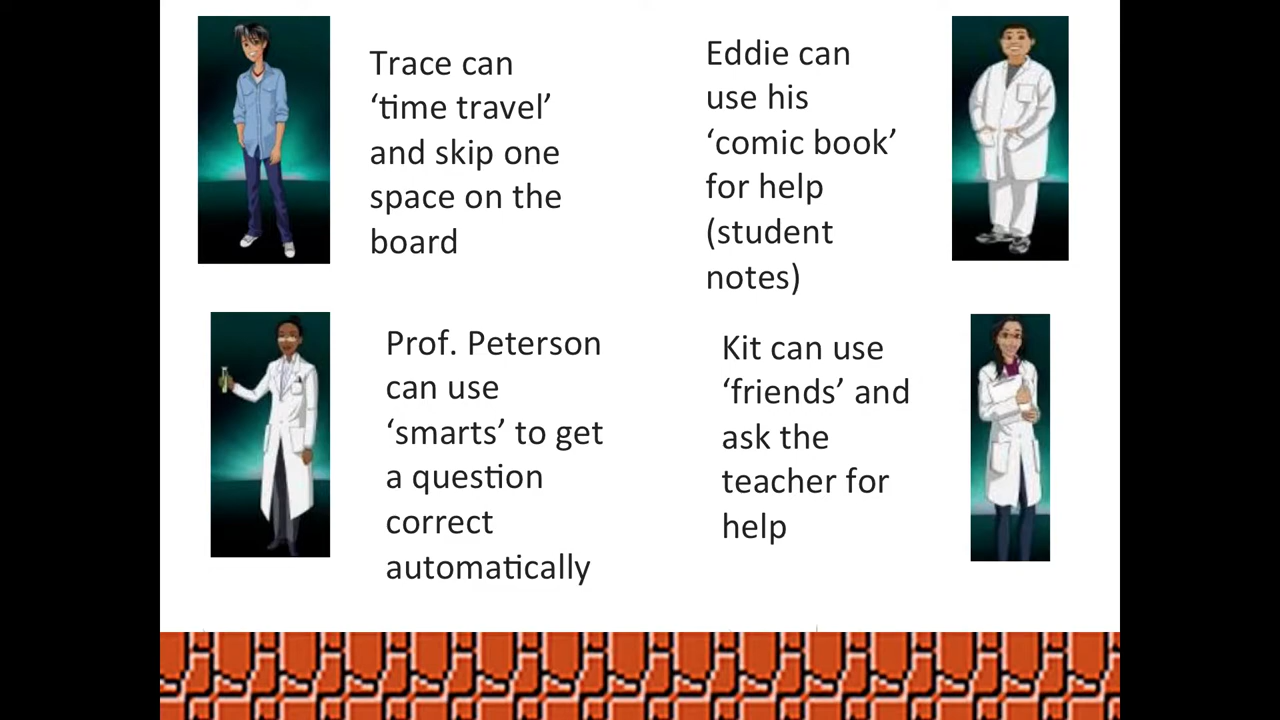 Trace can
‘time travel’
and skip one
space on the
board
Eddie can
use his
‘comic book’
for help
(student
notes)
Prof. Peterson
can use
‘smarts’ to get
a question
correct
automatically
Kit can use
‘friends’ and
ask the
teacher for
help